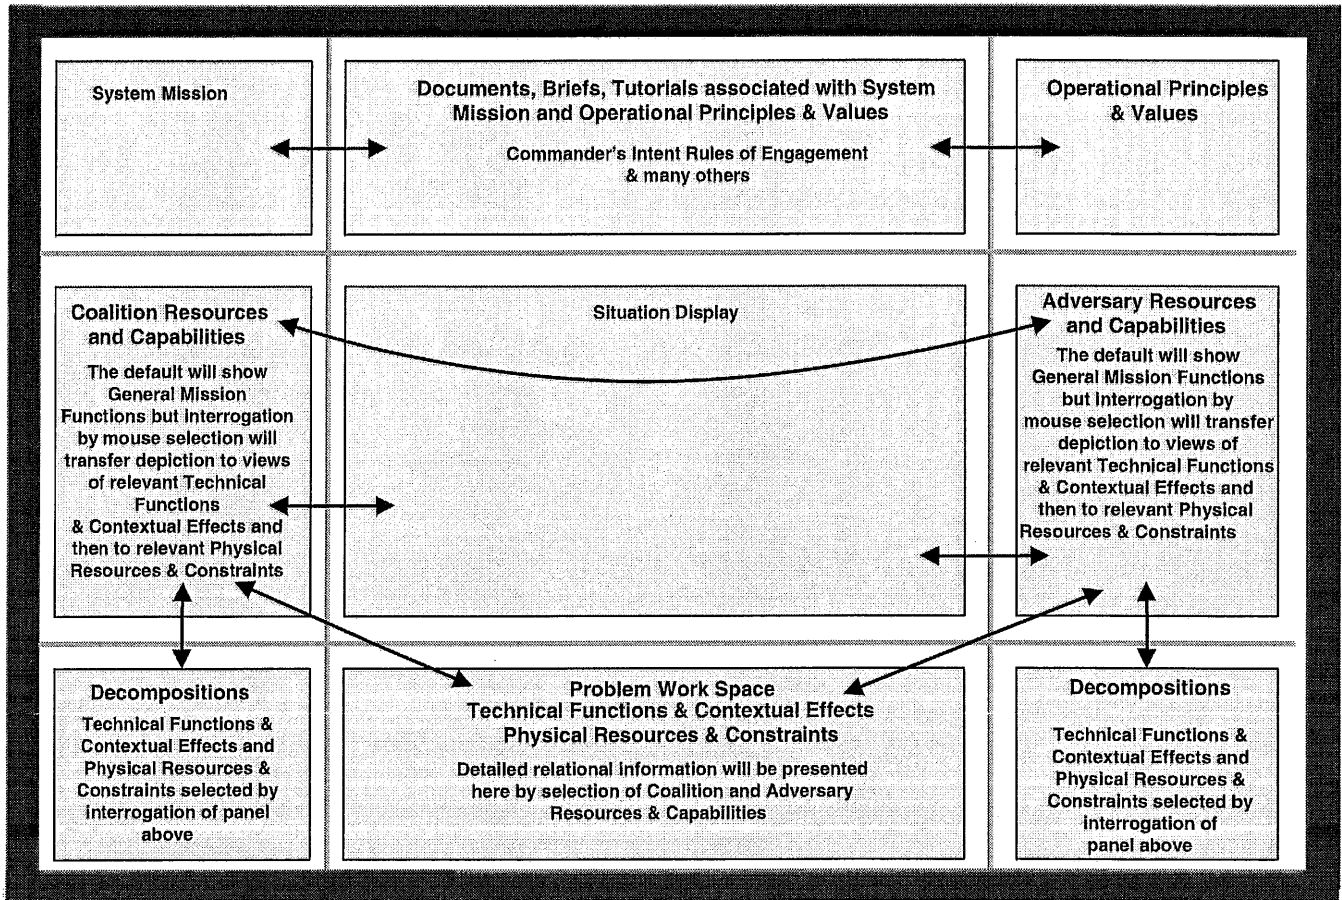 System Mission
Documents, Briefs, Tutorials associated with System
Mission and Operational Principles & Values
Commander's Intent Rules of Engagement
& many others
Operational Principles
& Values
Coalition Resources
and Capabilities
The default will show
General Mission
Functions but interrogation
by mouse selection will
transfer depiction to views
of relevant Technical
Functions
& Contextual Effects and
then to relevant Physical
Resources & Constraints
Situation Display
Adversary Resources
and Capabilities
The default will show
General Mission Functions
but interrogation by
mouse selection will transfer
depiction to views of
relevant Technical Functions
& Contextual Effects and
then to relevant Physical
Resources & Constraints
Decompositions
Technical Functions &
Contextual Effects and
Physical Resources &
Constraints selected by
interrogation of panel
above
Problem Work Space
Technical Functions & Contextual Effects
Physical Resources & Constraints
Detailed relational information will be presented
here by selection of Coalition and Adversary
Resources & Capabilities
Decompositions
Technical Functions &
Contextual Effects and
Physical Resources &
Constraints selected by
interrogation of
panel above